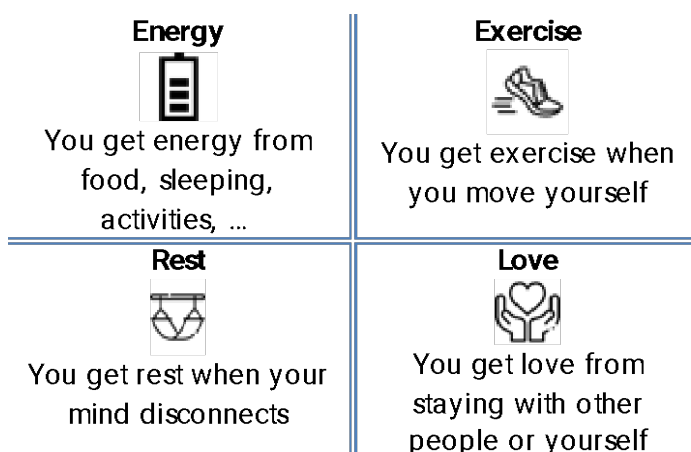 Energy
You get energy from
food, sleeping,
activities, ...
Exercise
You get exercise when
you move yourself
Rest
You get rest when your
mind disconnects
Love
You get love from
staying with other
people or yourself